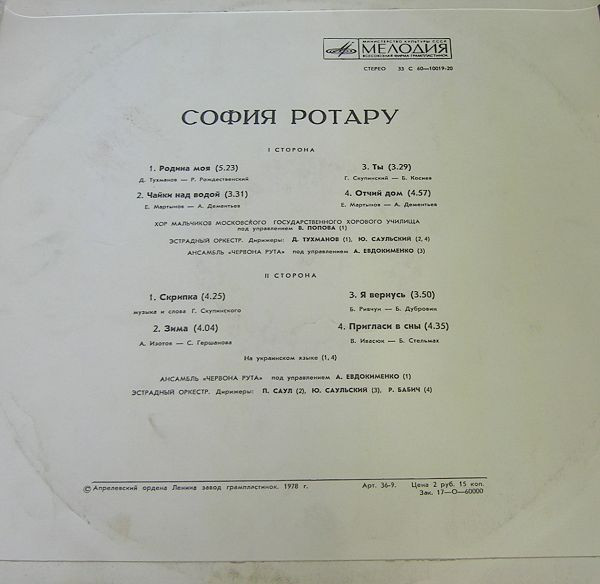 МИНИСТЕРСТВО КУЛЬТУРЫ СССР
МЕЛОДИЯ
ВСЕСОЮЗНАЯ ФИРМА ГРАМПЛАСТИНОК
СТЕРЕО 33 С 60—10019-20
СОФИЯ РОТАРУ
I СТОРОНА
1. Родина моя (5.23)
Д. Тухманов — Р. Рождественский
2. Чайки над водой (3.31)
Е. Мартынов — А. Дементьев
3. Ты (3.29)
Г. Скупинский — Б. Косиев
4. Отчий дом (4.57)
Е. Мартынов — А. Дементьев
ХОР МАЛЬЧИКОВ МОСКОВСКОГО ГОСУДАРСТВЕННОГО ХОРОВОГО УЧИЛИЩА
под управлением В. ПОПОВА (1)
ЭСТРАДНЫЙ ОРКЕСТР. Дирижеры: Д. ТУХМАНОВ (1), Ю. САУЛЬСКИЙ (2, 4)
АНСАМБЛЬ «ЧЕРВОНА РУТА» под управлением А. ЕВДОКИМЕНКО (3)
II СТОРОНА
1. Скрипка (4.25)
музыка и слова Г. Скупинского
2. Зима (4.04)
А. Изотов — С. Гершанова
3. Я вернусь (3.50)
Б. Ривчун — Б. Дубровин
4. Пригласи в сны (4.35)
В. Ивасюк — Б. Стельмах
На украинском языке (1, 4)
АНСАМБЛЬ «ЧЕРВОНА РУТА» под управлением А. ЕВДОКИМЕНКО (1)
ЭСТРАДНЫЙ ОРКЕСТР. Дирижеры: П. САУЛ (2), Ю. САУЛЬСКИЙ (3), Р. БАБИЧ (4)
© Апрелевский ордена Ленина завод грампластинок. 1978 г. Арт. 36-9. Цена 2 руб. 15 коп.
Зак. 17—О—60000